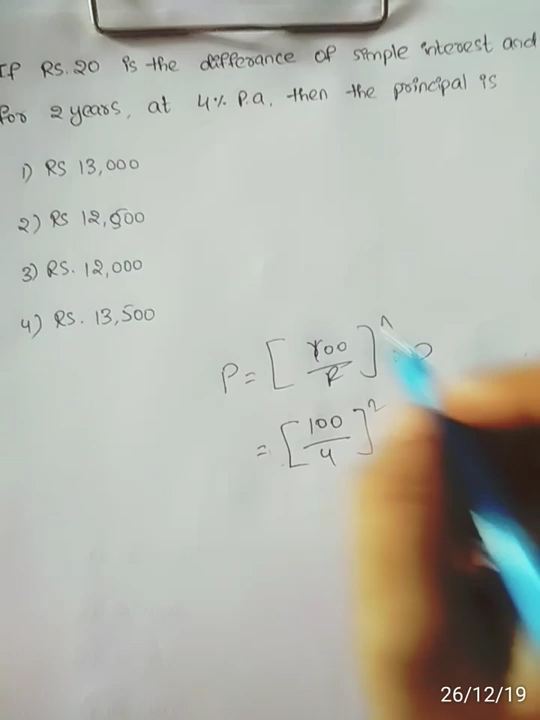 If RS.20 is the differance of simple interest and
for 2 years, at 4% P.a, then the principal is
1) RS 13,000
2) RS 12,500
3) RS. 12,000
4) RS. 13,500
P = [ 100 / R ]^n
= [ 100 / 4 ]^2
26/12/19